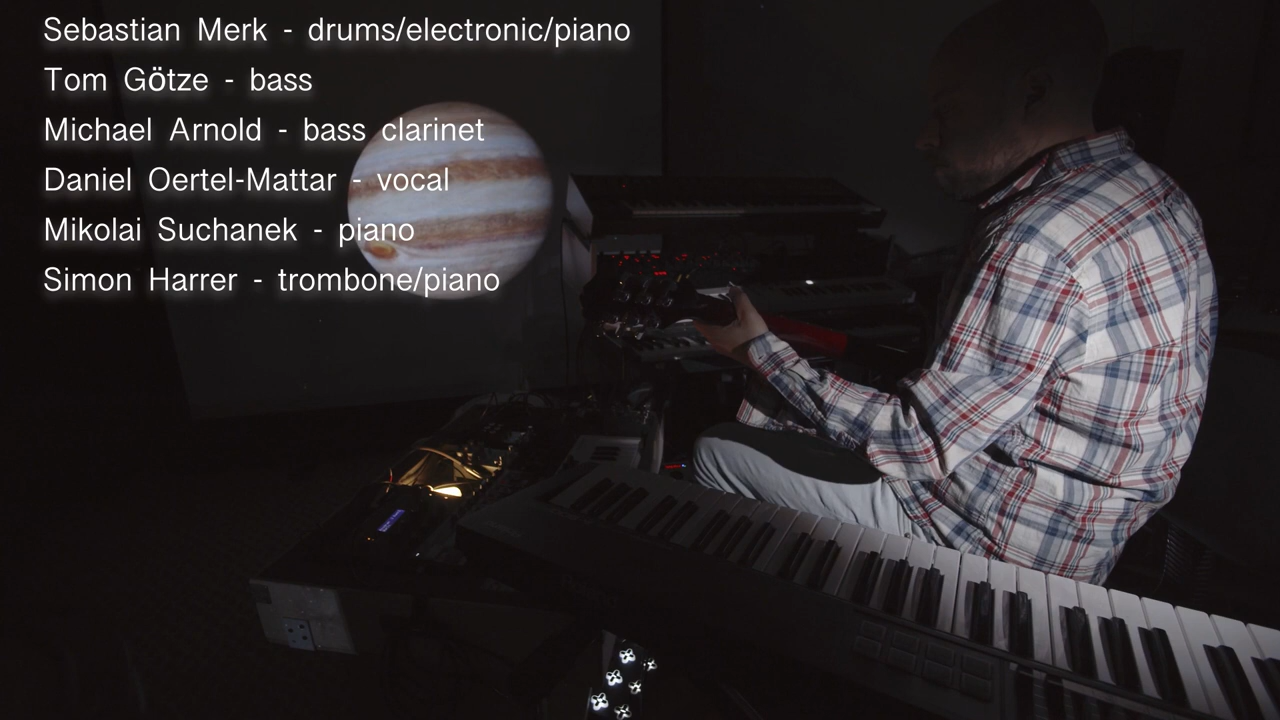 Sebastian Merk - drums/electronic/piano
Tom Götze - bass
Michael Arnold - bass clarinet
Daniel Oertel-Mattar - vocal
Mikolai Suchanek - piano
Simon Harrer - trombone/piano